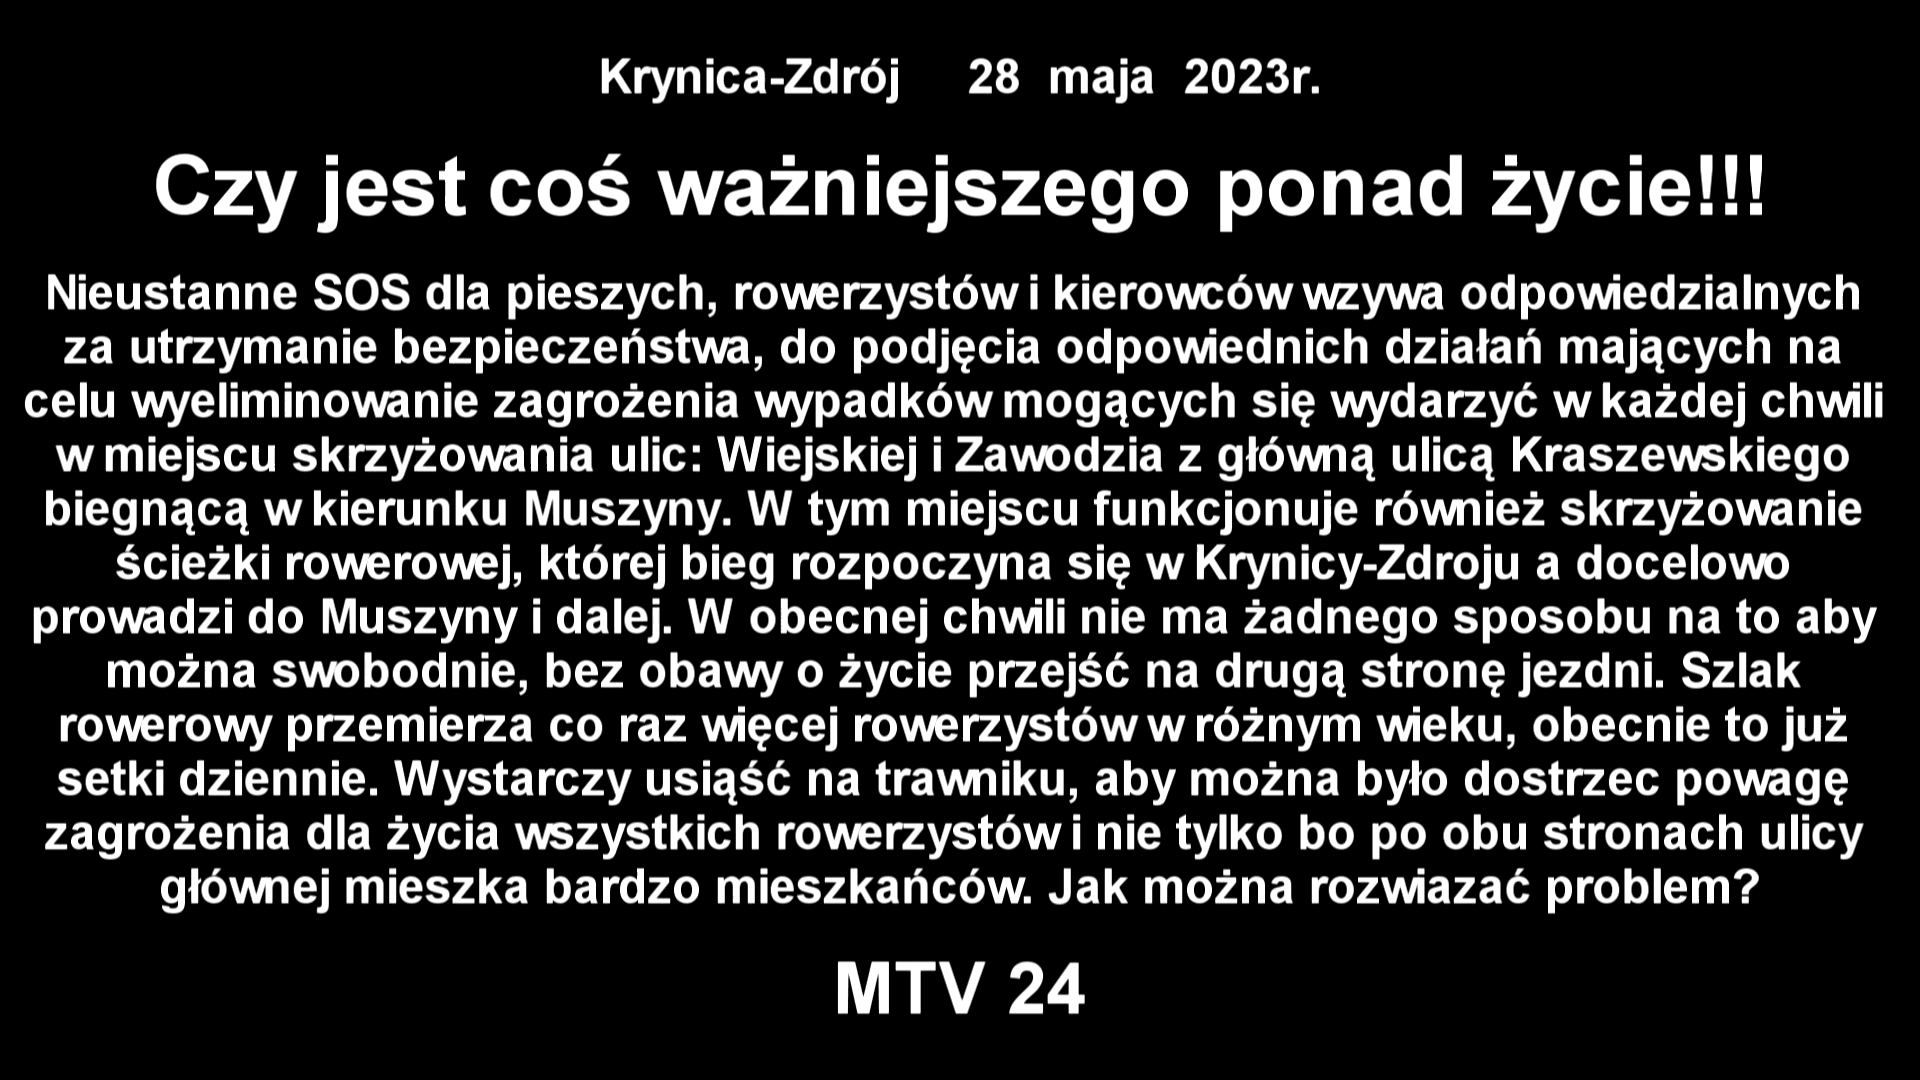 Krynica-Zdrój 28 maja 2023r.
Czy jest coś ważniejszego ponad życie!!!
Nieustanne SOS dla pieszych, rowerzystów i kierowców wzywa odpowiedzialnych
za utrzymanie bezpieczeństwa, do podjęcia odpowiednich działań mających na
celu wyeliminowanie zagrożenia wypadków mogących się wydarzyć w każdej chwili
w miejscu skrzyżowania ulic: Wiejskiej i Zawodzia z główną ulicą Kraszewskiego
biegnącą w kierunku Muszyny. W tym miejscu funkcjonuje również skrzyżowanie
ścieżki rowerowej, której bieg rozpoczyna się w Krynicy-Zdroju a docelowo
prowadzi do Muszyny i dalej. W obecnej chwili nie ma żadnego sposobu na to aby
można swobodnie, bez obawy o życie przejść na drugą stronę jezdni. Szlak
rowerowy przemierza co raz więcej rowerzystów w różnym wieku, obecnie to już
setki dziennie. Wystarczy usiąść na trawniku, aby można było dostrzec powagę
zagrożenia dla życia wszystkich rowerzystów i nie tylko bo po obu stronach ulicy
głównej mieszka bardzo mieszkańców. Jak można rozwiazać problem?
MTV 24